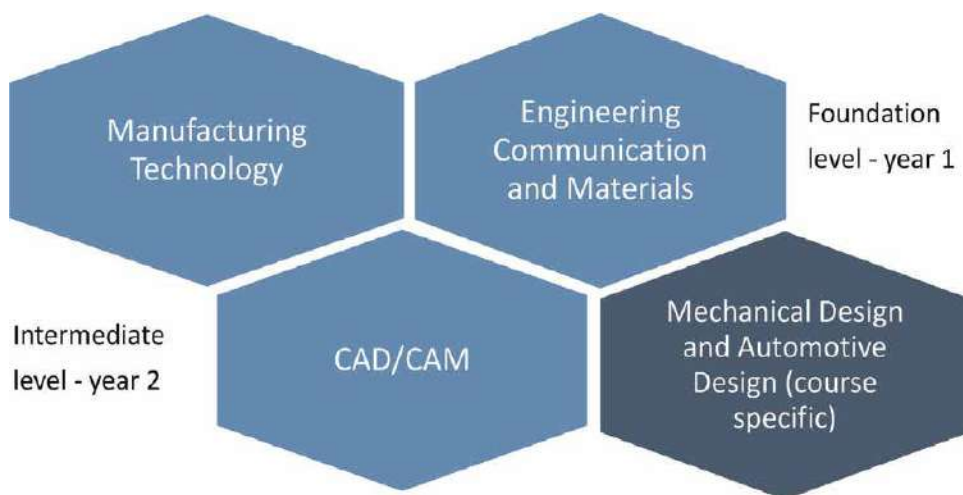 Manufacturing
Technology
Engineering
Communication
and Materials
Foundation
level - year 1
Intermediate
level - year 2
CAD/CAM
Mechanical Design
and Automotive
Design (course
specific)